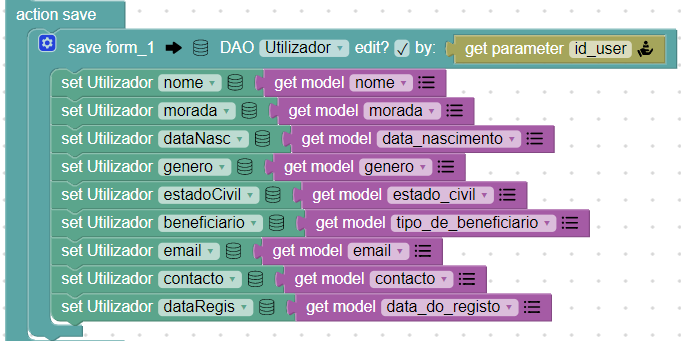 action save
save form_1 DAO Utilizador edit? ✓ by: get parameter id_user
set Utilizador nome get model nome
set Utilizador morada get model morada
set Utilizador dataNasc get model data_nascimento
set Utilizador genero get model genero
set Utilizador estadoCivil get model estado_civil
set Utilizador beneficiario get model tipo_de_beneficiario
set Utilizador email get model email
set Utilizador contacto get model contacto
set Utilizador dataRegis get model data_do_registo